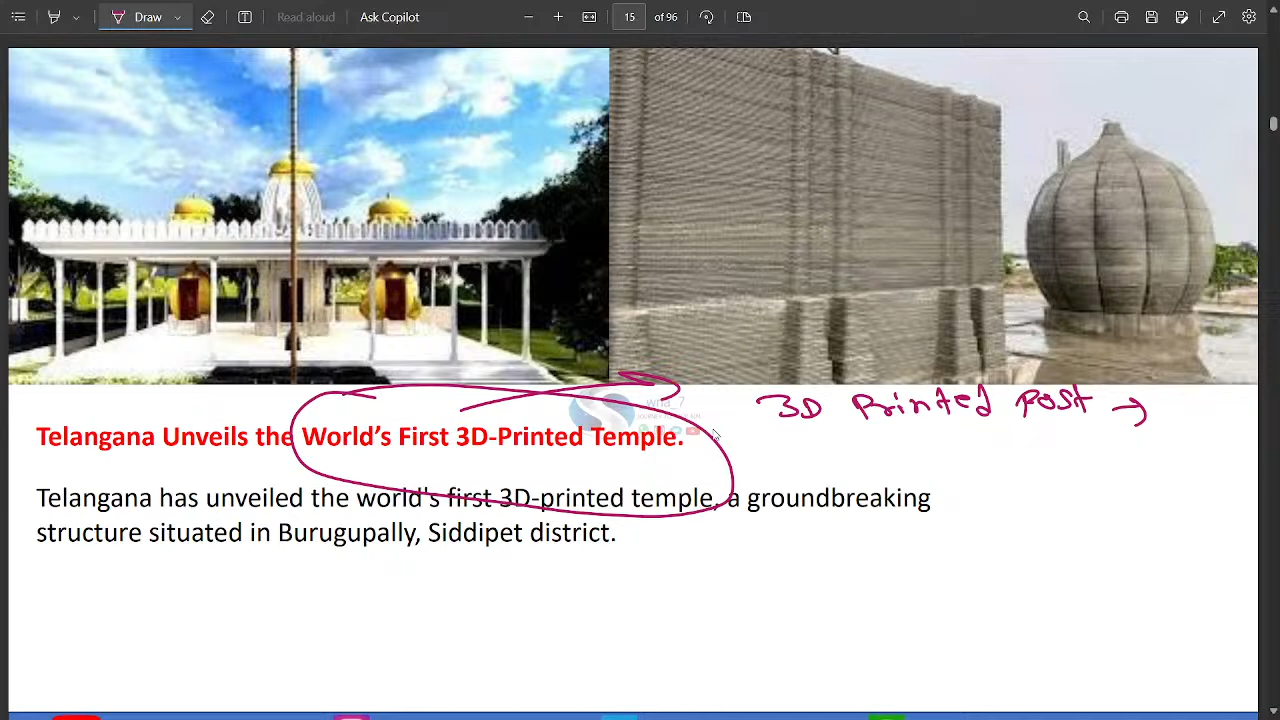 Draw
Read aloud
Ask Copilot
15 of 96
3D Printed Post →
wna_7
Telangana Unveils the World’s First 3D-Printed Temple.
Telangana has unveiled the world's first 3D-printed temple, a groundbreaking
structure situated in Burugupally, Siddipet district.